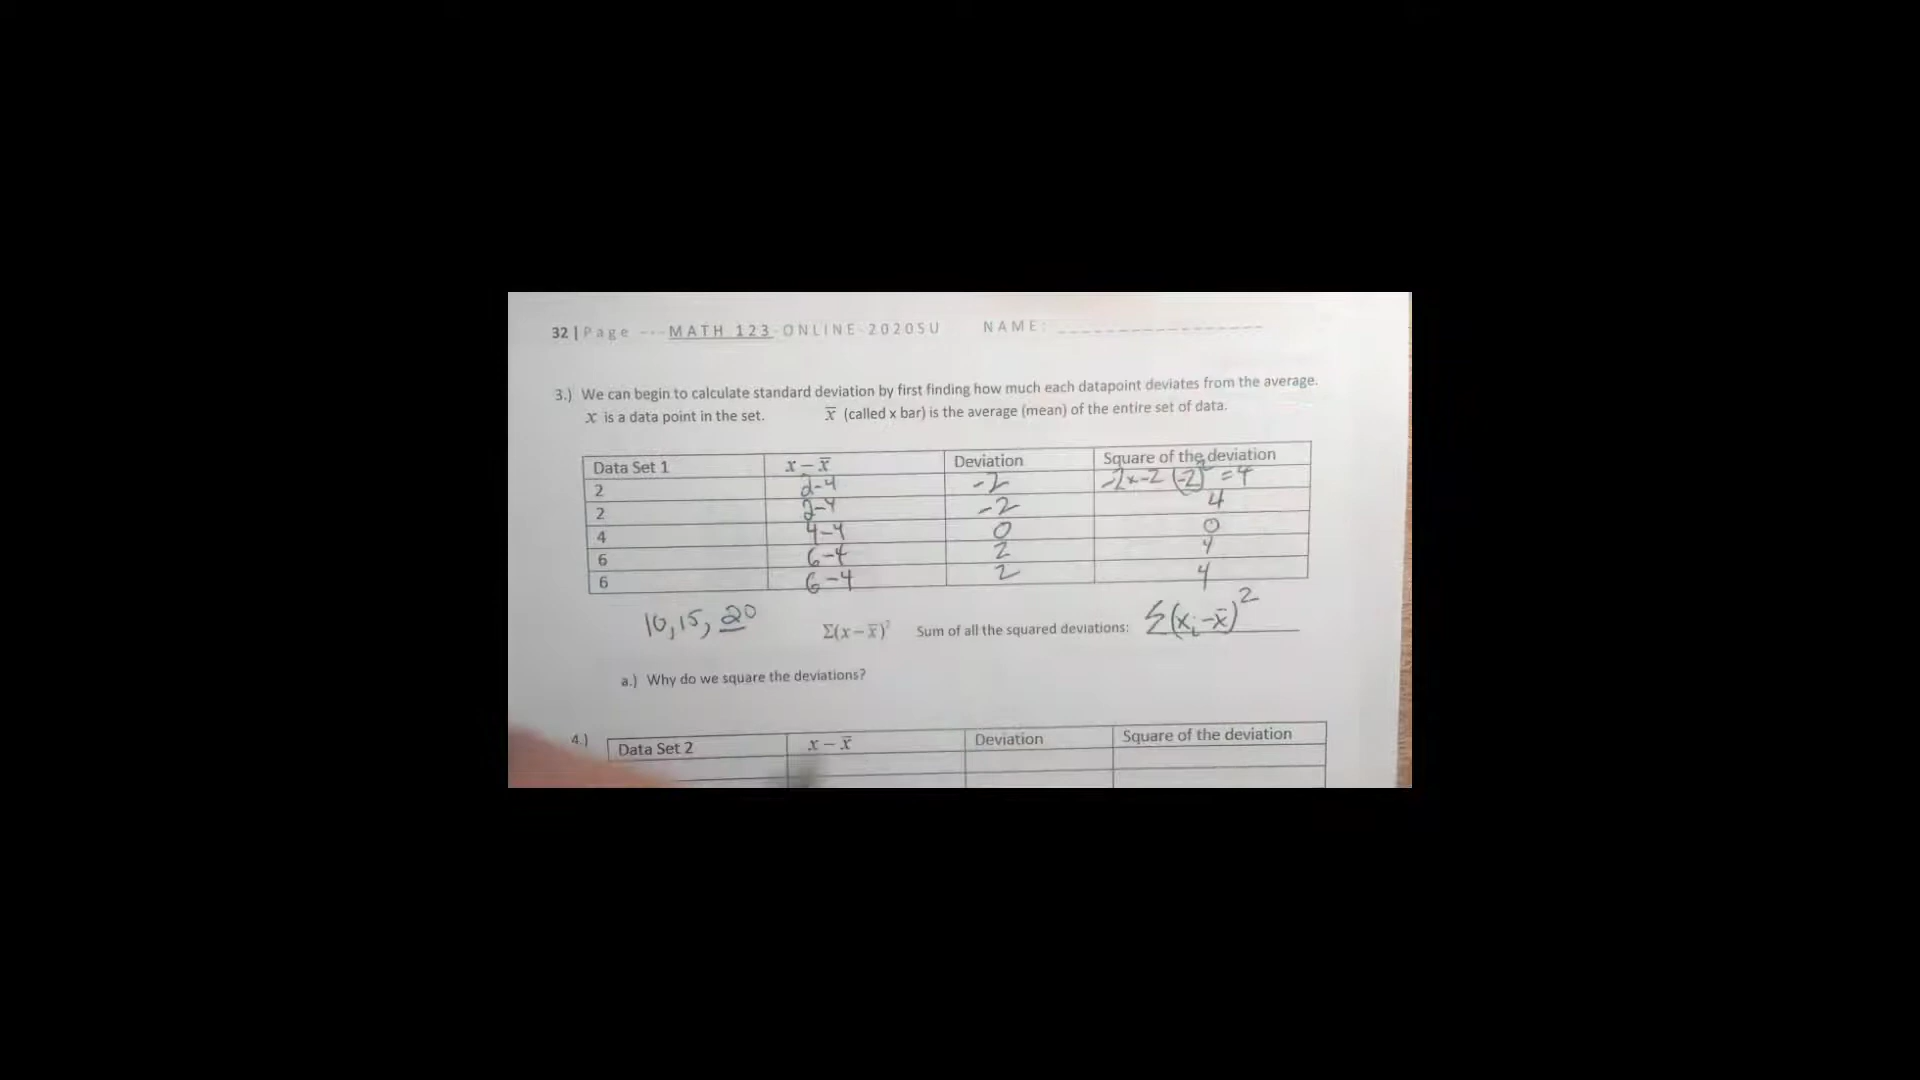 32 | Page --- MATH 123-ONLINE-2020SU NAME: __________________
3.) We can begin to calculate standard deviation by first finding how much each datapoint deviates from the average.
x is a data point in the set. x̅ (called x bar) is the average (mean) of the entire set of data.
Data Set 1 x – x̅ Deviation Square of the deviation
2 2-4 -2 -2x-2 (-2)² = 4
2 2-4 -2 4
4 4-4 0 0
6 6-4 2 4
6 6-4 2 4
10, 15, 20
Σ(x – x̅)² Sum of all the squared deviations: Σ(xᵢ-x̅)²
a.) Why do we square the deviations?
4.) Data Set 2 x – x̅ Deviation Square of the deviation